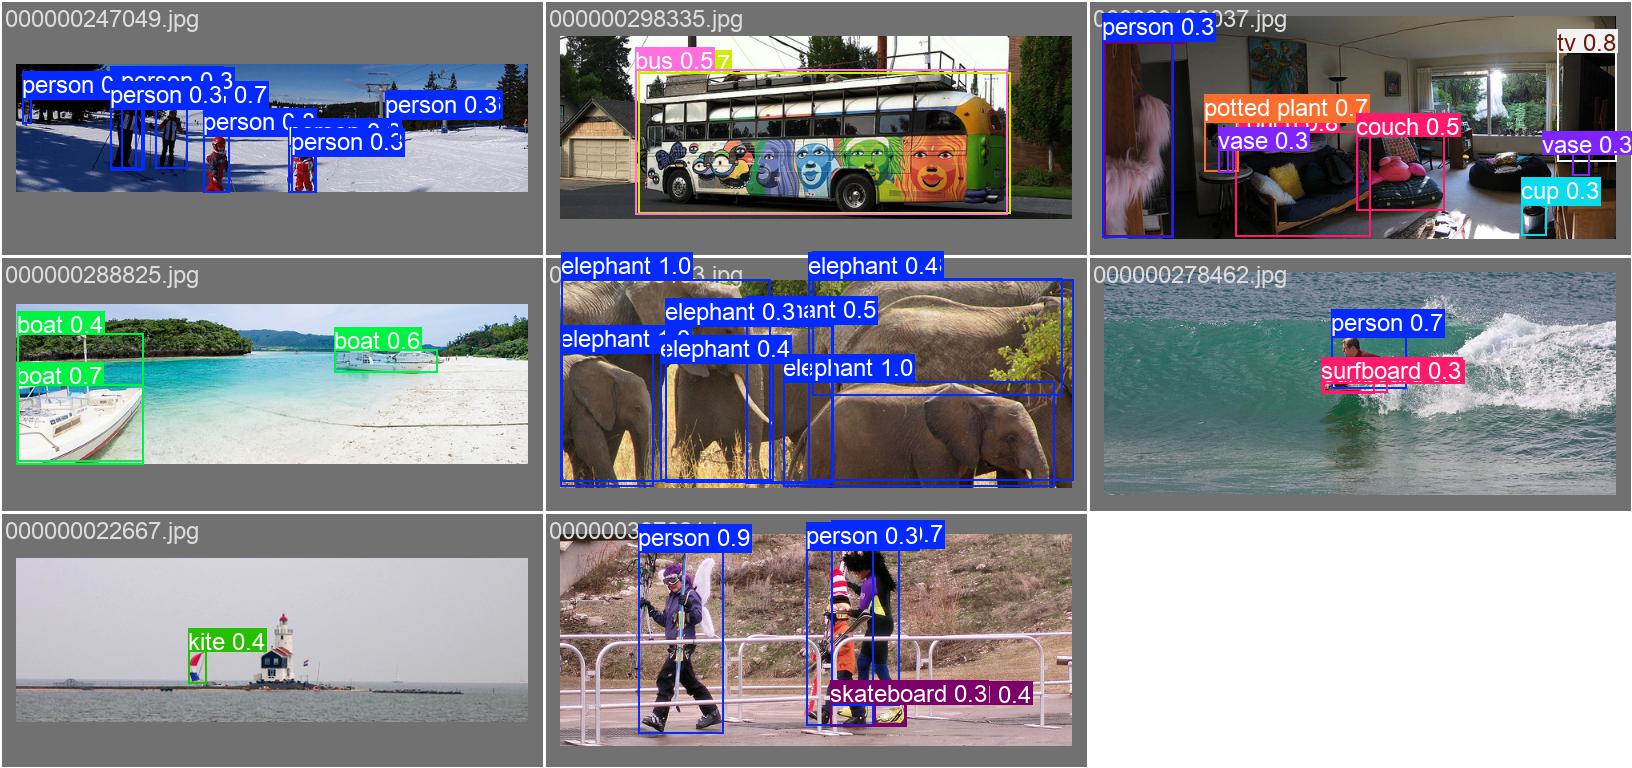 000000247049.jpg
person 0.3
person 0.3
0.7
person 0.3
person
person 0.3
000000298335.jpg
bus 0.5
7
037.jpg
person 0.3
tv 0.8
potted plant 0.7
couch 0.5
vase 0.3
vase 0.3
cup 0.3
000000288825.jpg
boat 0.4
boat 0.6
boat 0.7
3.jpg
elephant 1.0
elephant 0.4
elephant 0.3
ant 0.5
elephant
elephant 0.4
elephant 1.0
000000278462.jpg
person 0.7
surfboard 0.3
000000022667.jpg
kite 0.4
person 0.9
person 0.3
0.7
skateboard 0.3
0.4